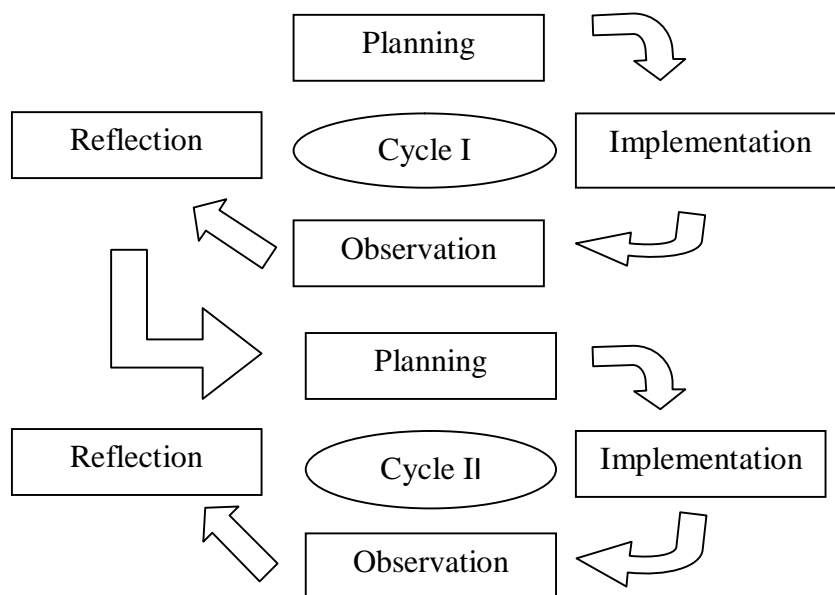 Planning
Reflection
Cycle I
Implementation
Observation
Planning
Reflection
Cycle II
Implementation
Observation